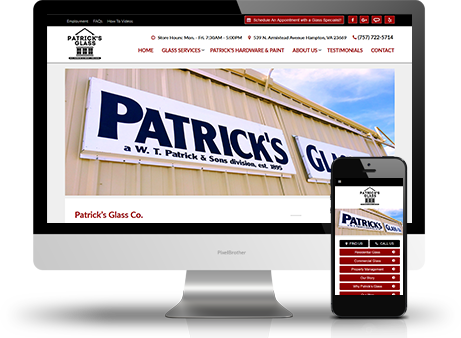 Employment FAQs How To Videos
Schedule An Appointment with a Glass Specialist!
PATRICK'S
GLASS
Store Hours: Mon. - Fri. 7:30AM - 5:00PM 539 N. Armistead Avenue Hampton, VA 23669 (757) 722-5714
HOME GLASS SERVICES PATRICK'S HARDWARE & PAINT ABOUT US TESTIMONIALS CONTACT
PATRICK'S GLA
a W. T. Patrick & Sons division, est. 1895
Patrick's Glass Co.
PixelBrother
PATRICK'S
GLASS
PATRICK'S
FIND US CALL US
Residential Glass
Commercial Glass
Property Management
Our Story
Why Patrick's Glass